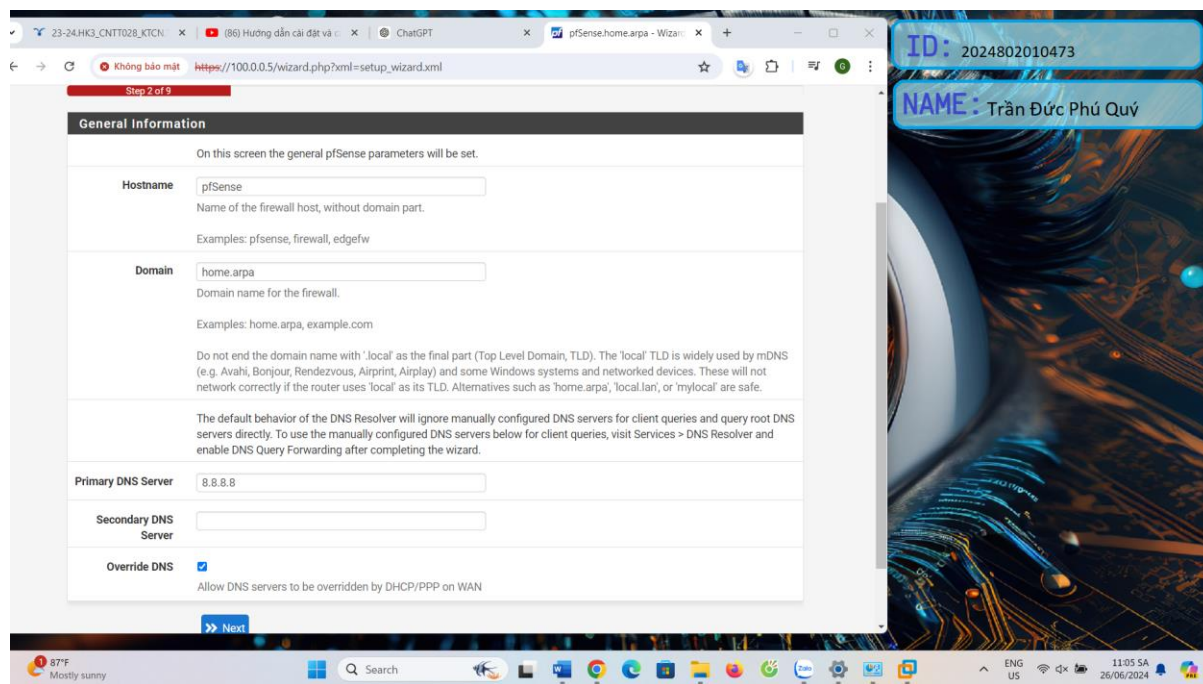 23-24.HK3_CNTT028_KTCN
(86) Hướng dẫn cài đặt và c
ChatGPT
pfSense.home.arpa - Wizar
Không bảo mật
https://100.0.0.5/wizard.php?xml=setup_wizard.xml
G
ID: 2024802010473
NAME: Trần Đức Phú Quý
Step 2 of 9
General Information
On this screen the general pfSense parameters will be set.
Hostname
pfSense
Name of the firewall host, without domain part.
Examples: pfsense, firewall, edgefw
Domain
home.arpa
Domain name for the firewall.
Examples: home.arpa, example.com
Do not end the domain name with '.local' as the final part (Top Level Domain, TLD). The 'local' TLD is widely used by mDNS
(e.g. Avahi, Bonjour, Rendezvous, Airprint, Airplay) and some Windows systems and networked devices. These will not
network correctly if the router uses 'local' as its TLD. Alternatives such as 'home.arpa', 'local.lan', or 'mylocal' are safe.
The default behavior of the DNS Resolver will ignore manually configured DNS servers for client queries and query root DNS
servers directly. To use the manually configured DNS servers below for client queries, visit Services > DNS Resolver and
enable DNS Query Forwarding after completing the wizard.
Primary DNS Server
8.8.8.8
Secondary DNS
Server
Override DNS
Allow DNS servers to be overridden by DHCP/PPP on WAN
Next
1
87°F
Mostly sunny
Search
Zalo
ENG
US
11:05 SA
26/06/2024